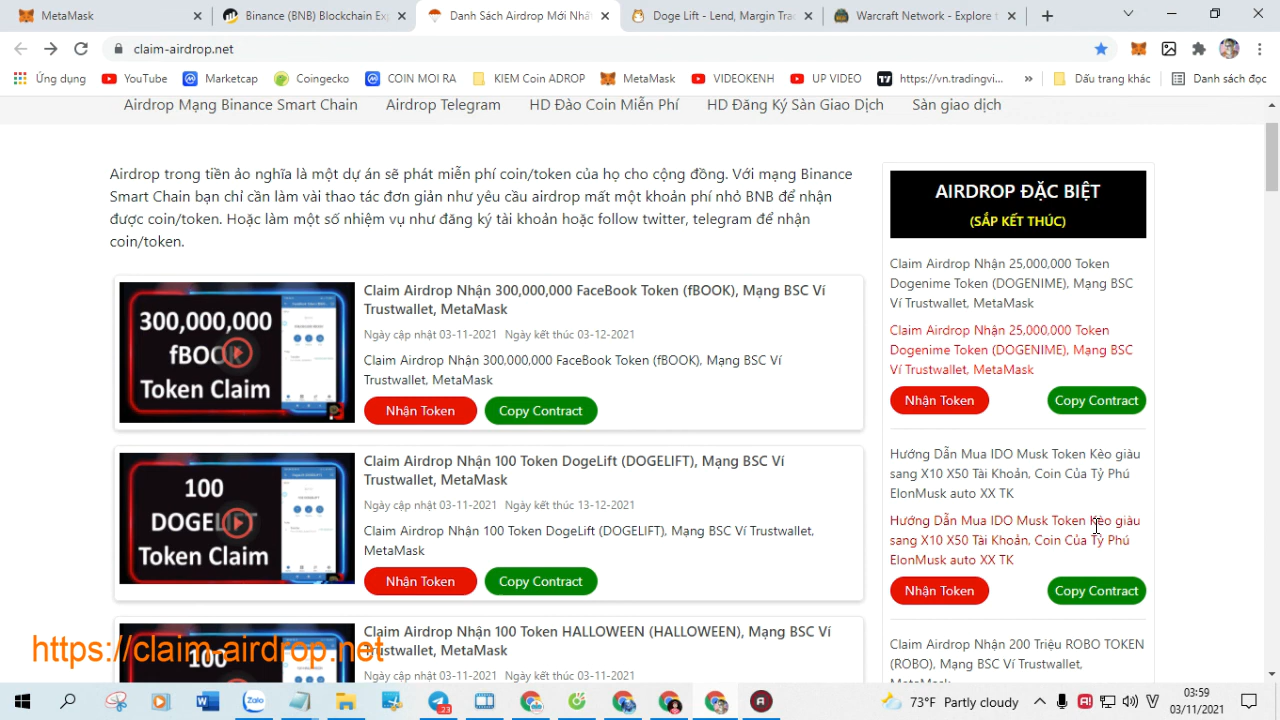 MetaMask
Binance (BNB) Blockchain Ex
Danh Sách Airdrop Mới Nhấ
Doge Lift - Lend, Margin Tra
Warcraft Network - Explore t
claim-airdrop.net
Ứng dụng
YouTube
Marketcap
Coingecko
COIN MOI RA
KIEM Coin ADROP
MetaMask
VIDEOKENH
UP VIDEO
https://vn.tradingvi...
Dấu trang khác
Danh sách đọc
Airdrop Mạng Binance Smart Chain
Airdrop Telegram
HD Đào Coin Miễn Phí
HD Đăng Ký Sàn Giao Dịch
Sàn giao dịch
Airdrop trong tiền ảo nghĩa là một dự án sẽ phát miễn phí coin/token của họ cho cộng đồng. Với mạng Binance
Smart Chain bạn chỉ cần làm vài thao tác đơn giản như yêu cầu airdrop mất một khoản phí nhỏ BNB để nhận
được coin/token. Hoặc làm một số nhiệm vụ như đăng ký tài khoản hoặc follow twitter, telegram để nhận
coin/token.
300,000,000
fBOOK
Token Claim
Claim Airdrop Nhận 300,000,000 FaceBook Token (fBOOK), Mạng BSC Ví
Trustwallet, MetaMask
Ngày cập nhật 03-11-2021 Ngày kết thúc 03-12-2021
Claim Airdrop Nhận 300,000,000 FaceBook Token (fBOOK), Mạng BSC Ví
Trustwallet, MetaMask
Nhận Token
Copy Contract
100
DOGELIFT
Token Claim
Claim Airdrop Nhận 100 Token DogeLift (DOGELIFT), Mạng BSC Ví
Trustwallet, MetaMask
Ngày cập nhật 03-11-2021 Ngày kết thúc 13-12-2021
Claim Airdrop Nhận 100 Token DogeLift (DOGELIFT), Mạng BSC Ví Trustwallet,
MetaMask
Nhận Token
Copy Contract
100
Claim Airdrop Nhận 100 Token HALLOWEEN (HALLOWEEN), Mạng BSC Ví
Trustwallet, MetaMask
Ngày cập nhật 03-11-2021 Ngày kết thúc 03-11-2021
https://claim-airdrop.net
AIRDROP ĐẶC BIỆT
(SẮP KẾT THÚC)
Claim Airdrop Nhận 25,000,000 Token
Dogenime Token (DOGENIME), Mạng BSC
Ví Trustwallet, MetaMask
Claim Airdrop Nhận 25,000,000 Token
Dogenime Token (DOGENIME), Mạng BSC
Ví Trustwallet, MetaMask
Nhận Token
Copy Contract
Hướng Dẫn Mua IDO Musk Token Kèo giàu
sang X10 X50 Tài Khoản, Coin Của Tỷ Phú
ElonMusk auto XX TK
Hướng Dẫn Mua IDO Musk Token Kèo giàu
sang X10 X50 Tài Khoản, Coin Của Tỷ Phú
ElonMusk auto XX TK
Nhận Token
Copy Contract
Claim Airdrop Nhận 200 Triệu ROBO TOKEN
(ROBO), Mạng BSC Ví Trustwallet,
73°F Partly cloudy
03:59
03/11/2021